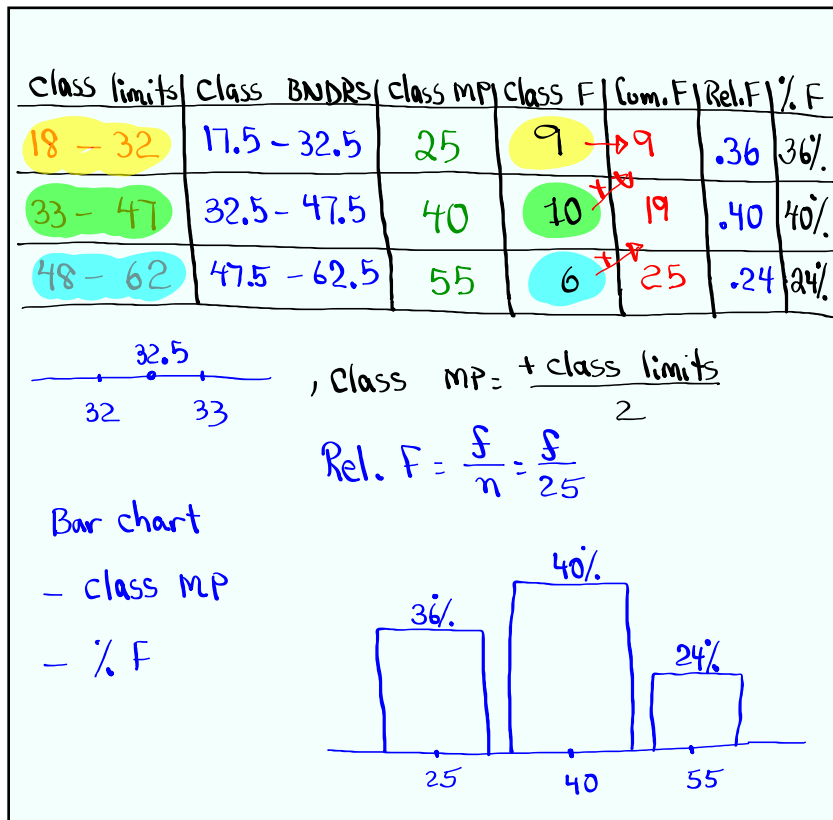 Class limits Class BNDRS Class MP Class F Cum. F Rel. F % F
18 – 32 17.5 – 32.5 25 9 → 9 .36 36%
33 – 47 32.5 – 47.5 40 10 + 19 .40 40%
48 – 62 47.5 – 62.5 55 6 + 25 .24 24%
32.5
32 33
, Class MP = + class limits
2
Rel. F = f/n = f/25
Bar chart
– class MP
– % F
40%
36%
24%
25 40 55